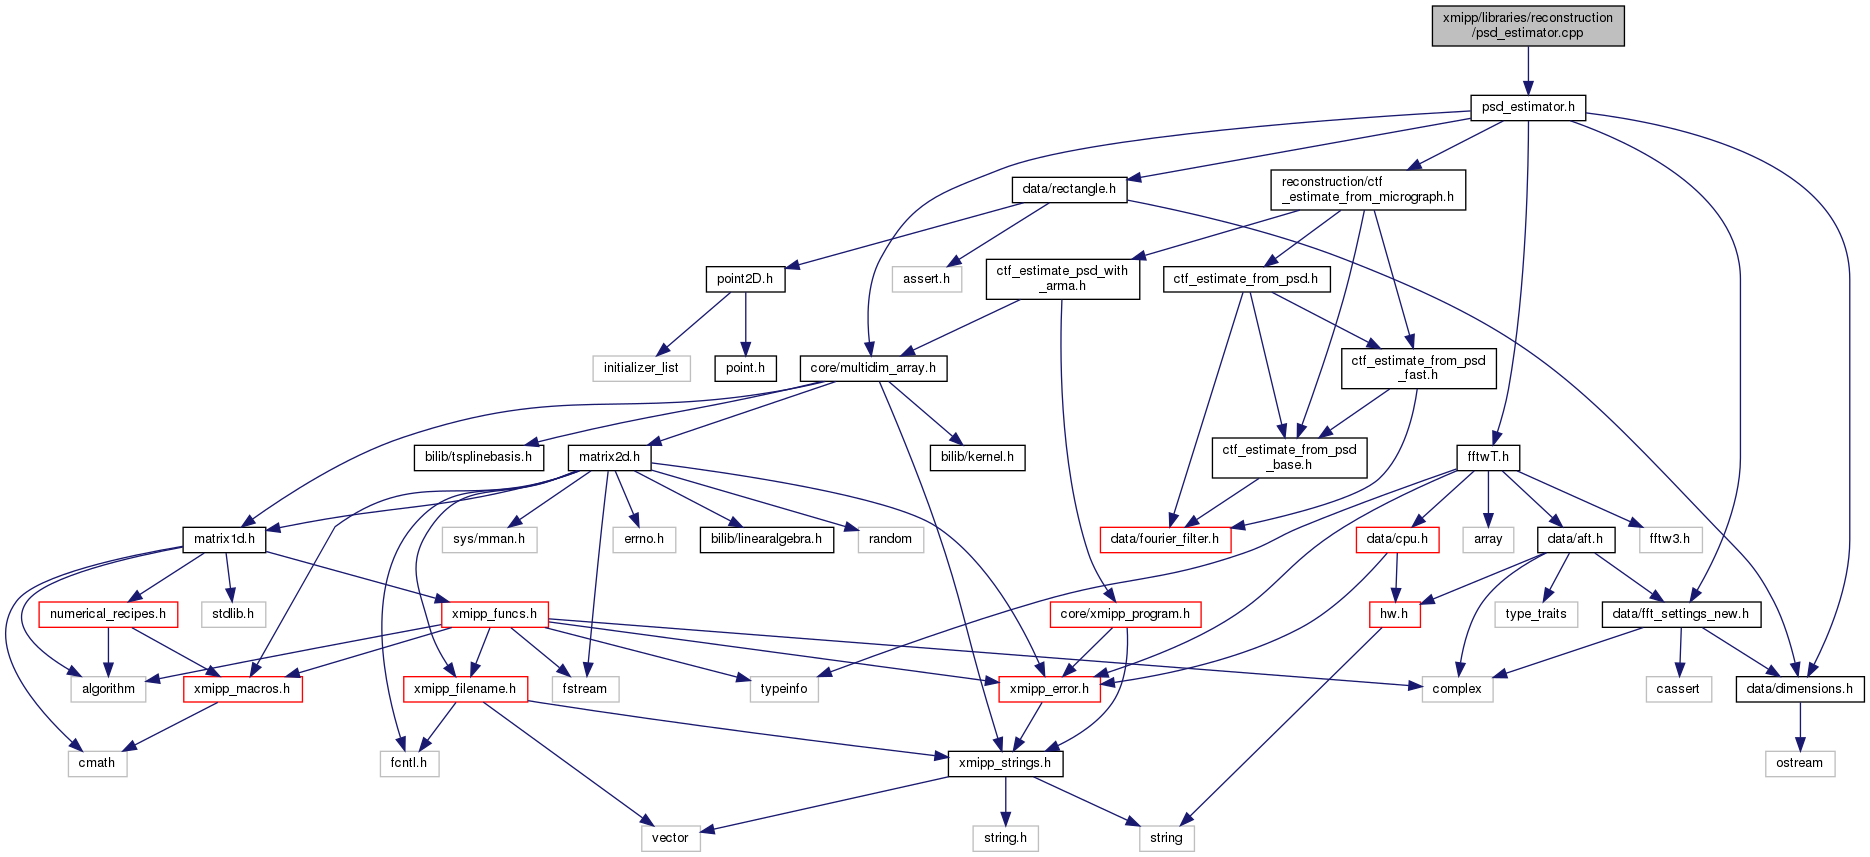 xmipp/libraries/reconstruction
/psd_estimator.cpp
psd_estimator.h
data/rectangle.h
reconstruction/ctf
_estimate_from_micrograph.h
point2D.h
assert.h
ctf_estimate_psd_with
_arma.h
ctf_estimate_from_psd.h
initializer_list
point.h
core/multidim_array.h
ctf_estimate_from_psd
_fast.h
bilib/tsplinebasis.h
matrix2d.h
bilib/kernel.h
ctf_estimate_from_psd
_base.h
fftwT.h
matrix1d.h
sys/mman.h
errno.h
bilib/linearalgebra.h
random
data/fourier_filter.h
data/cpu.h
array
data/aft.h
fftw3.h
numerical_recipes.h
stdlib.h
xmipp_funcs.h
core/xmipp_program.h
hw.h
type_traits
data/fft_settings_new.h
algorithm
xmipp_macros.h
xmipp_filename.h
fstream
typeinfo
xmipp_error.h
complex
cassert
data/dimensions.h
cmath
fcntl.h
xmipp_strings.h
ostream
vector
string.h
string